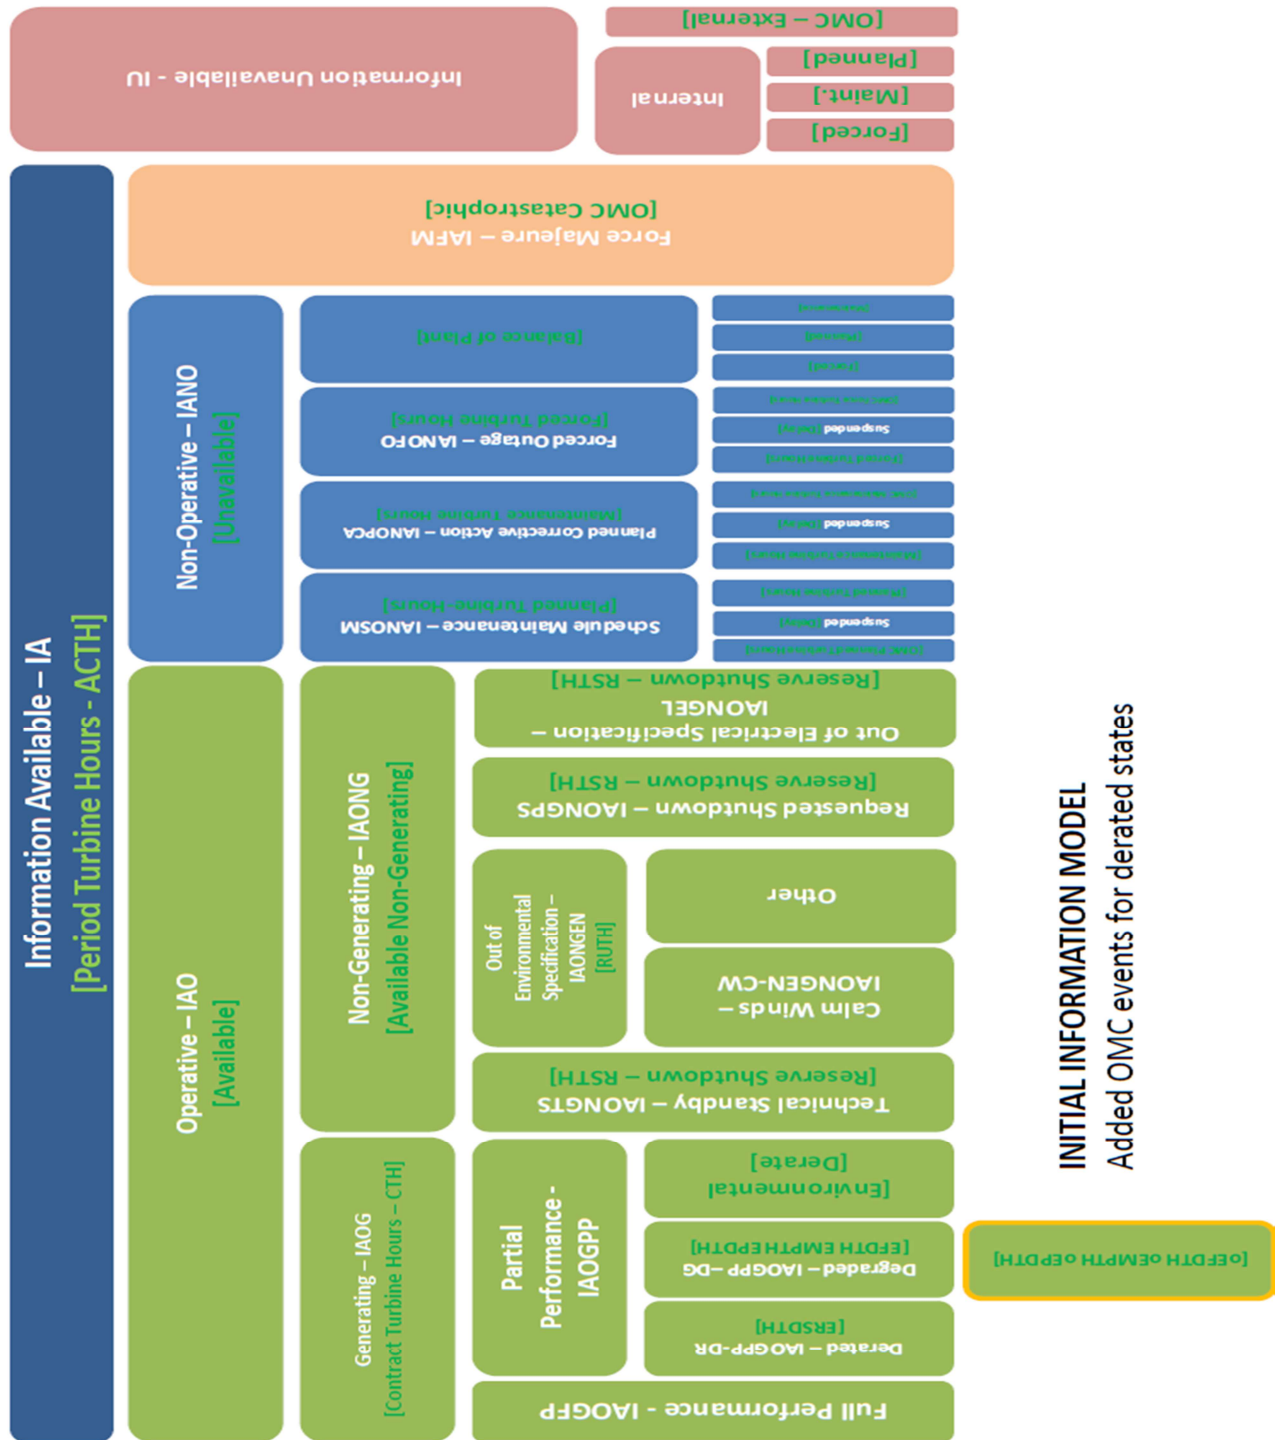 INITIAL INFORMATION MODEL
Added OMC events for derated states
Information Available – IA
[Period Turbine Hours - ACTH]
Operative – IAO
[Available]
Generating – IAOG
[Contract Turbine Hours – CTH]
Full Performance - IAOGFP
Partial
Performance -
IAOGPP
Derated – IAOGPP-DR
[ERSDTH]
Degraded – IAOGPP –DG
[EFDTH EMPTH EPDTH]
[oEFDTH oEMPTH oEPDTH]
[Environmental
[Derate]
Non-Generating – IAONG
[Available Non-Generating]
Technical Standby – IAONGTS
[Reserve Shutdown – RSTH]
Out of
Environmental
Specification –
IAONGEN
[RUTH]
Calm Winds –
IAONGEN-CW
Other
Requested Shutdown – IAONGPS
[Reserve Shutdown – RSTH]
Out of Electrical Specification –
IAONGEL
[Reserve Shutdown – RSTH]
Non-Operative – IANO
[Unavailable]
Schedule Maintenance – IANOSM
[Planned Turbine-Hours]
Suspended
Planned Corrective Action – IANOPCA
[Maintenance Turbine Hours]
Suspended
Forced Outage – IANOFO
[Forced Turbine Hours]
Suspended
[Balance of Plant]
Force Majeure – IAFM
[OMC Catastrophic]
Information Unavailable - IU
Internal
[Forced]
[Maint.]
[Planned]
[OMC – External]